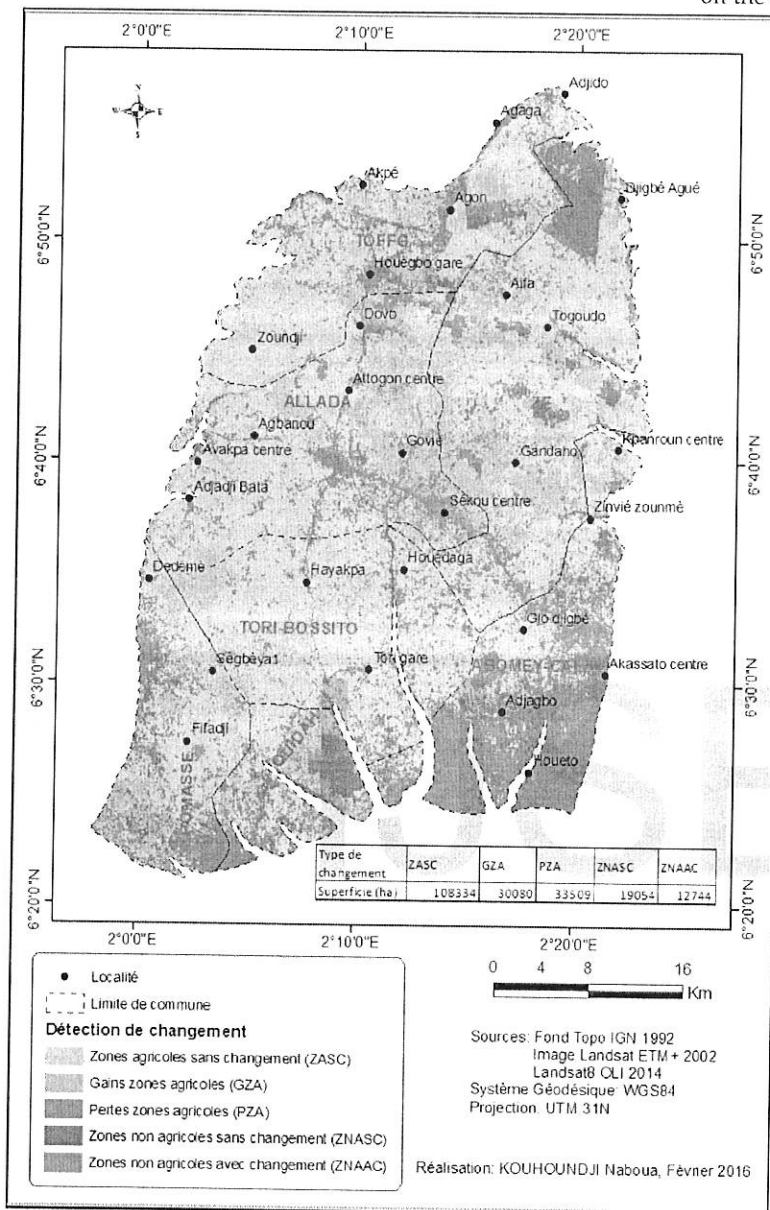 on the
2°0'0"E 2°10'0"E 2°20'0"E
N
W E
S
Adjido
Agaga
Akpé
Djigbé Agué
Agon
6°50'0"N
6°50'0"N
TOFFO
Houègbo gare
Aifa
Dovo
Togoudo
Zoundji
Attogon centre
ALLADA
ZE
Agbanou
Kpanroun centre
Avakpa centre
Govié
Gandaho
6°40'0"N
6°40'0"N
Adjadji Bata
Sékou centre
Zinvié zounmè
Dedomè
Hayakpa
Houédaga
Glo djigbé
TORI-BOSSITO
Ségbéya1
Tori gare
Akassato centre
6°30'0"N
6°30'0"N
Adjagbo
Fifadji
OUIDAH
Houeto
Type de changement ZASC GZA PZA ZNASC ZNAAC
Superficie (ha) 108334 30080 33509 19054 12744
6°20'0"N
6°20'0"N
2°0'0"E 2°10'0"E 2°20'0"E
Localité
Limite de commune
Détection de changement
Zones agricoles sans changement (ZASC)
Gains zones agricoles (GZA)
Pertes zones agricoles (PZA)
Zones non agricoles sans changement (ZNASC)
Zones non agricoles avec changement (ZNAAC)
0 4 8 16
Km
Sources: Fond Topo IGN 1992
Image Landsat ETM+ 2002
Landsat8 OLI 2014
Système Géodésique: WGS84
Projection: UTM 31N
Réalisation: KOUHOUNDJI Naboua, Février 2016